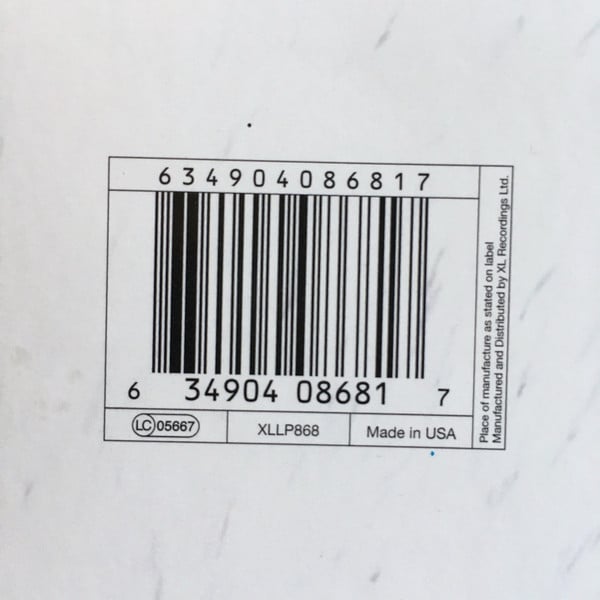 634904086817
6 34904 08681 7
LC 05667
XLLP868
Made in USA
Place of manufacture as stated on label
Manufactured and Distributed by XL Recordings Ltd.